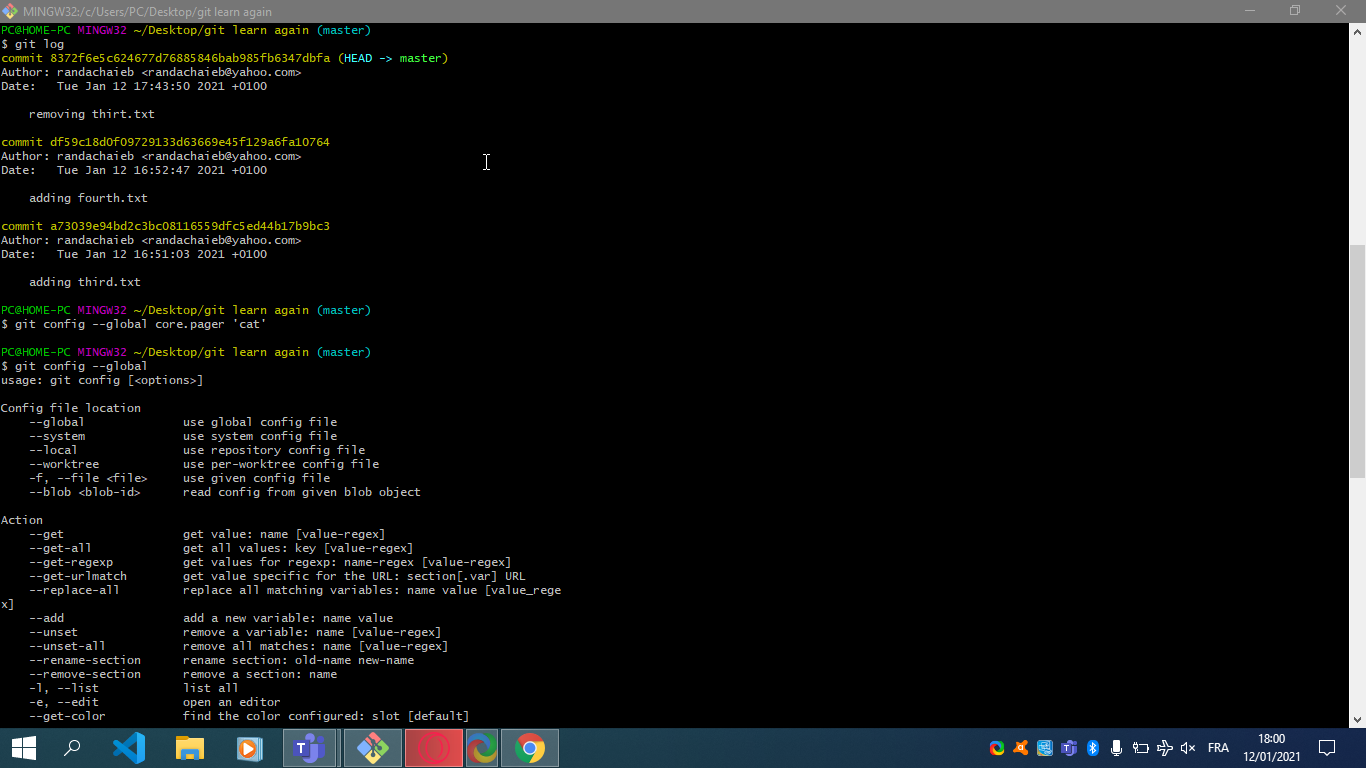 MINGW32:/c/Users/PC/Desktop/git learn again
PC@HOME-PC MINGW32 ~/Desktop/git learn again (master)
$ git log
commit 8372f6e5c624677d76885846bab985fb6347dbfa (HEAD -> master)
Author: randachaieb <randachaieb@yahoo.com>
Date:   Tue Jan 12 17:43:50 2021 +0100
    removing thirt.txt
commit df59c18d0f09729133d63669e45f129a6fa10764
Author: randachaieb <randachaieb@yahoo.com>
Date:   Tue Jan 12 16:52:47 2021 +0100
    adding fourth.txt
commit a73039e94bd2c3bc08116559dfc5ed44b17b9bc3
Author: randachaieb <randachaieb@yahoo.com>
Date:   Tue Jan 12 16:51:03 2021 +0100
    adding third.txt
PC@HOME-PC MINGW32 ~/Desktop/git learn again (master)
$ git config --global core.pager 'cat'
PC@HOME-PC MINGW32 ~/Desktop/git learn again (master)
$ git config --global
usage: git config [<options>]
Config file location
    --global              use global config file
    --system              use system config file
    --local               use repository config file
    --worktree            use per-worktree config file
    -f, --file <file>     use given config file
    --blob <blob-id>      read config from given blob object
Action
    --get                 get value: name [value-regex]
    --get-all             get all values: key [value-regex]
    --get-regexp          get values for regexp: name-regex [value-regex]
    --get-urlmatch        get value specific for the URL: section[.var] URL
    --replace-all         replace all matching variables: name value [value_rege
x]
    --add                 add a new variable: name value
    --unset               remove a variable: name [value-regex]
    --unset-all           remove all matches: name [value-regex]
    --rename-section      rename section: old-name new-name
    --remove-section      remove a section: name
    -l, --list            list all
    -e, --edit            open an editor
    --get-color           find the color configured: slot [default]
FRA
18:00
12/01/2021